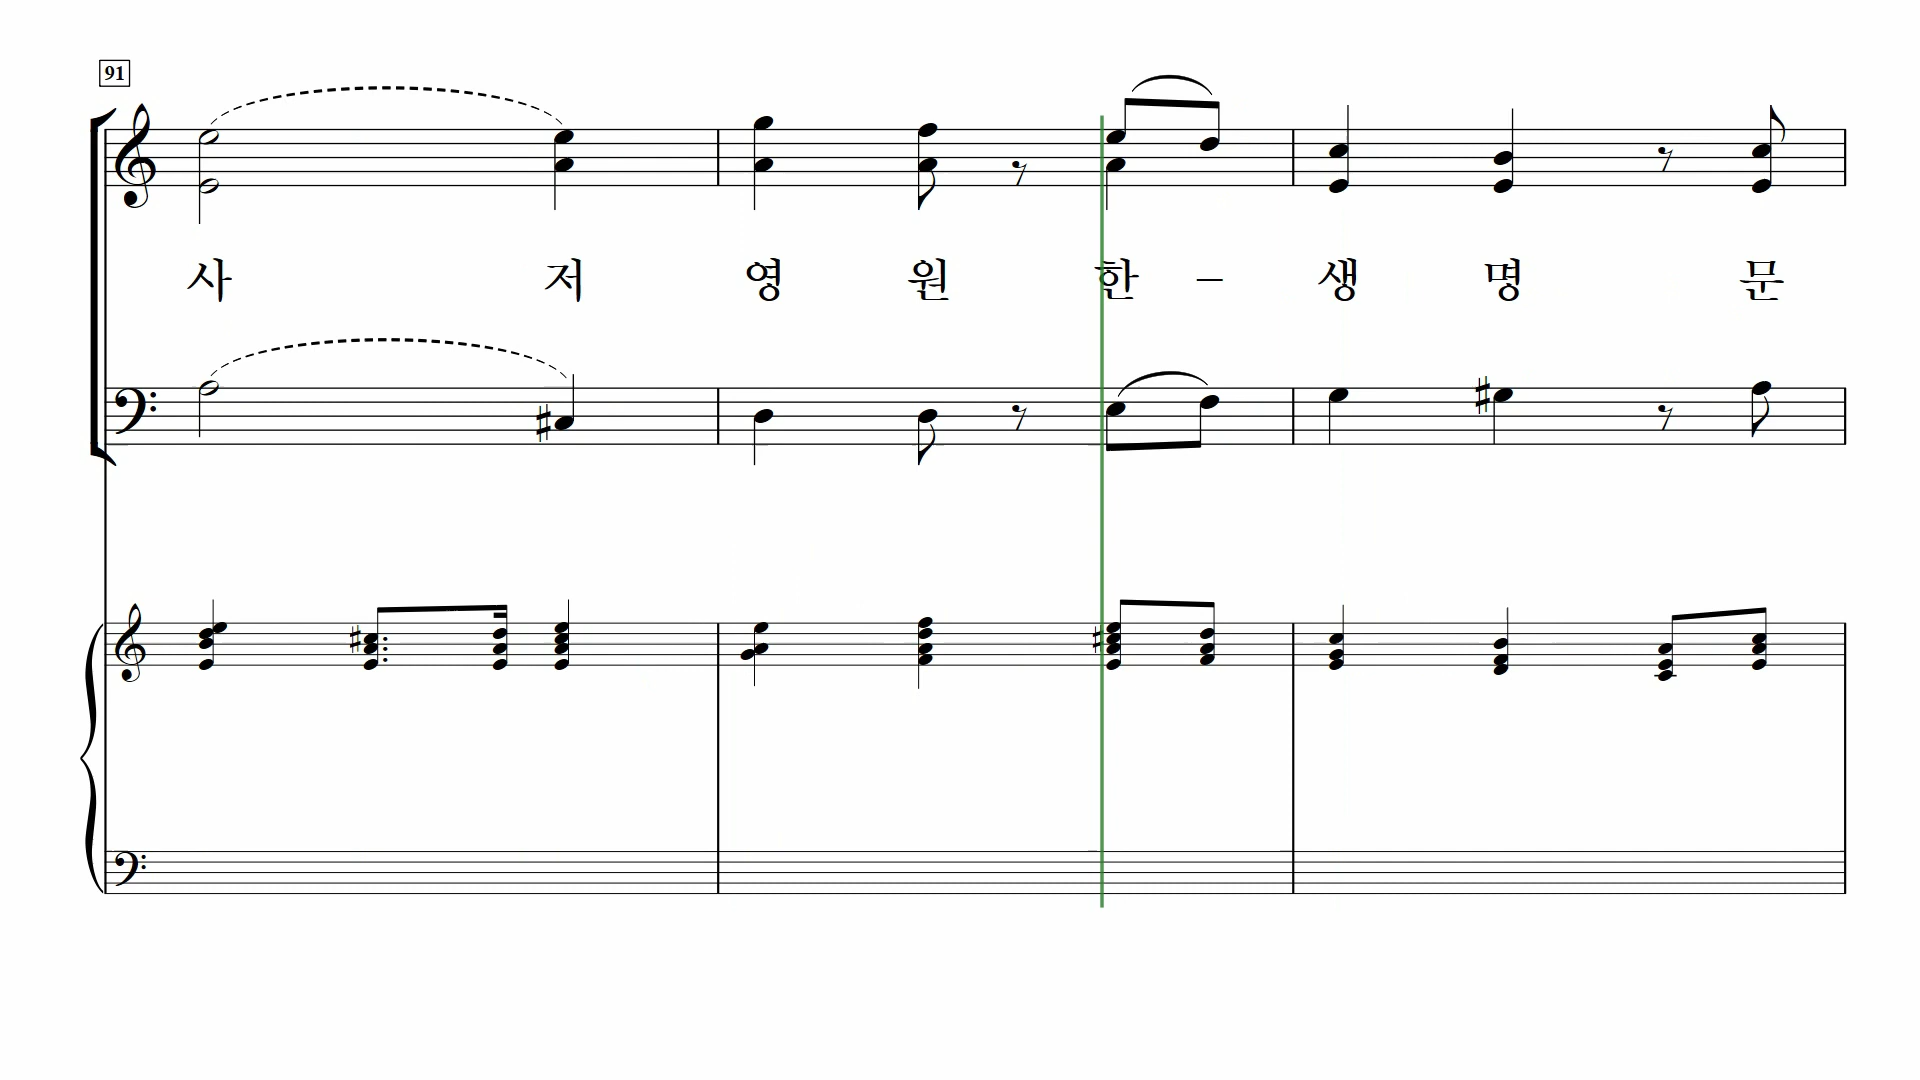 91
사 저 영 원 한 – 생 명 문